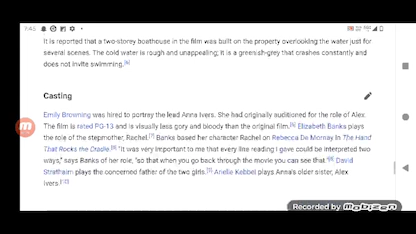 It is reported that a two-storey boathouse in the film was built on the property overlooking the water just for
several scenes. The cold water is rough and unappealing; it is a greenish-grey that crashes constantly and
does not invite swimming.
Casting
Emily Browning was hired to portray the lead Anna Ivers. She had originally auditioned for the role of Alex.
The film is rated PG-13 and is visually less gory and bloody than the original film. Elizabeth Banks plays
the role of the stepmother, Rachel. Banks based her character Rachel on Rebecca De Mornay in The Hand
That Rocks the Cradle. "It was very important to me that every line reading I gave could be interpreted two
ways," says Banks of her role, "so that when you go back through the movie you can see that." David
Strathairn plays the concerned father of the two girls. Arielle Kebbel plays Anna's older sister, Alex
Ivers.
Recorded by Mobizen